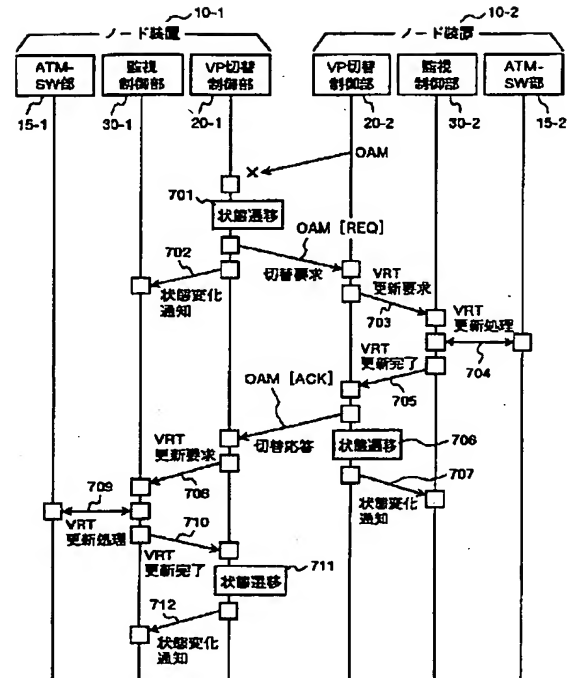 10-1
10-2
ノード装置
ノード装置
ATM-
SW部
監視
制御部
VP切替
制御部
VP切替
制御部
監視
制御部
ATM-
SW部
15-1
30-1
20-1
20-2
30-2
15-2
OAM
701
状態遷移
OAM [REQ]
702
切替要求
VRT
更新要求
状態変化
通知
703
VRT
更新処理
VRT
更新完了
704
OAM [ACK]
705
VRT
更新要求
切替応答
状態遷移
706
709
708
707
状態変化
通知
VRT
更新処理
710
VRT
更新完了
状態遷移
711
712
状態変化
通知